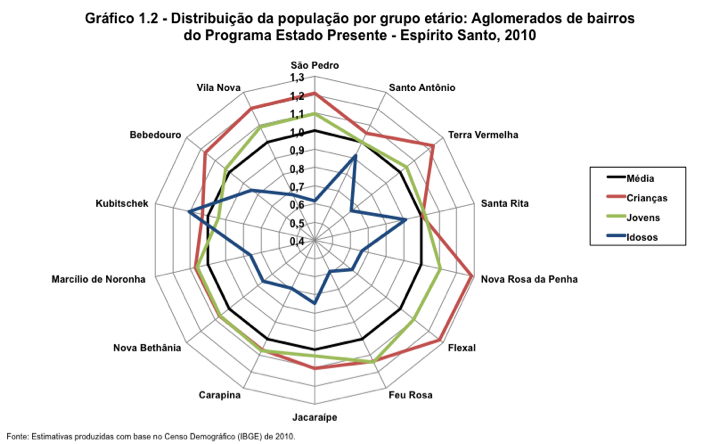 Gráfico 1.2 - Distribuição da população por grupo etário: Aglomerados de bairros
do Programa Estado Presente - Espírito Santo, 2010
São Pedro
Santo Antônio
Terra Vermelha
Santa Rita
Nova Rosa da Penha
Flexal
Feu Rosa
Jacaraípe
Carapina
Nova Bethânia
Marcílio de Noronha
Kubitschek
Bebedouro
Vila Nova
1,3
1,2
1,1
1,0
0,9
0,8
0,7
0,6
0,5
0,4
Média
Crianças
Jovens
Idosos
Fonte: Estimativas produzidas com base no Censo Demográfico (IBGE) de 2010.